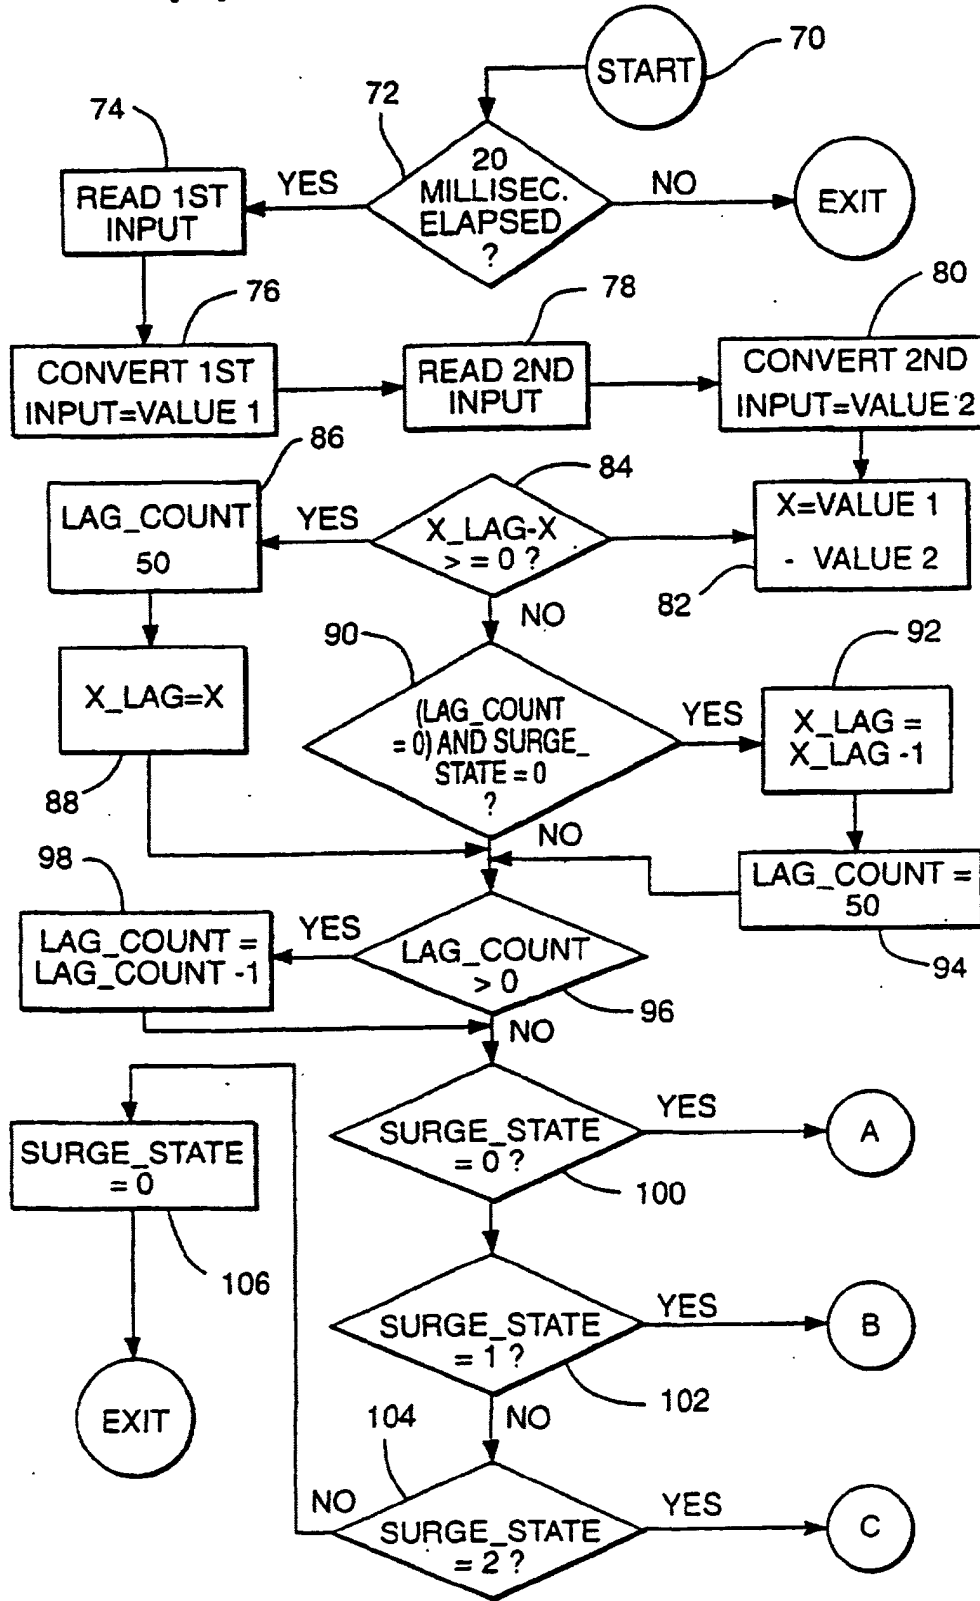 START
70
72
74
20
MILLISEC.
ELAPSED
?
YES
NO
READ 1ST
INPUT
EXIT
76
78
80
CONVERT 1ST
INPUT=VALUE 1
READ 2ND
INPUT
CONVERT 2ND
INPUT=VALUE 2
86
84
LAG_COUNT
50
YES
X_LAG-X
>= 0 ?
X=VALUE 1
- VALUE 2
82
NO
90
92
X_LAG=X
(LAG_COUNT
= 0) AND SURGE_
STATE = 0
?
YES
X_LAG =
X_LAG -1
88
NO
98
LAG_COUNT =
50
94
LAG_COUNT =
LAG_COUNT -1
YES
LAG_COUNT
> 0
96
NO
SURGE_STATE
= 0 ?
YES
A
100
SURGE_STATE
= 0
106
SURGE_STATE
= 1 ?
YES
B
102
EXIT
104
NO
NO
SURGE_STATE
= 2 ?
YES
C